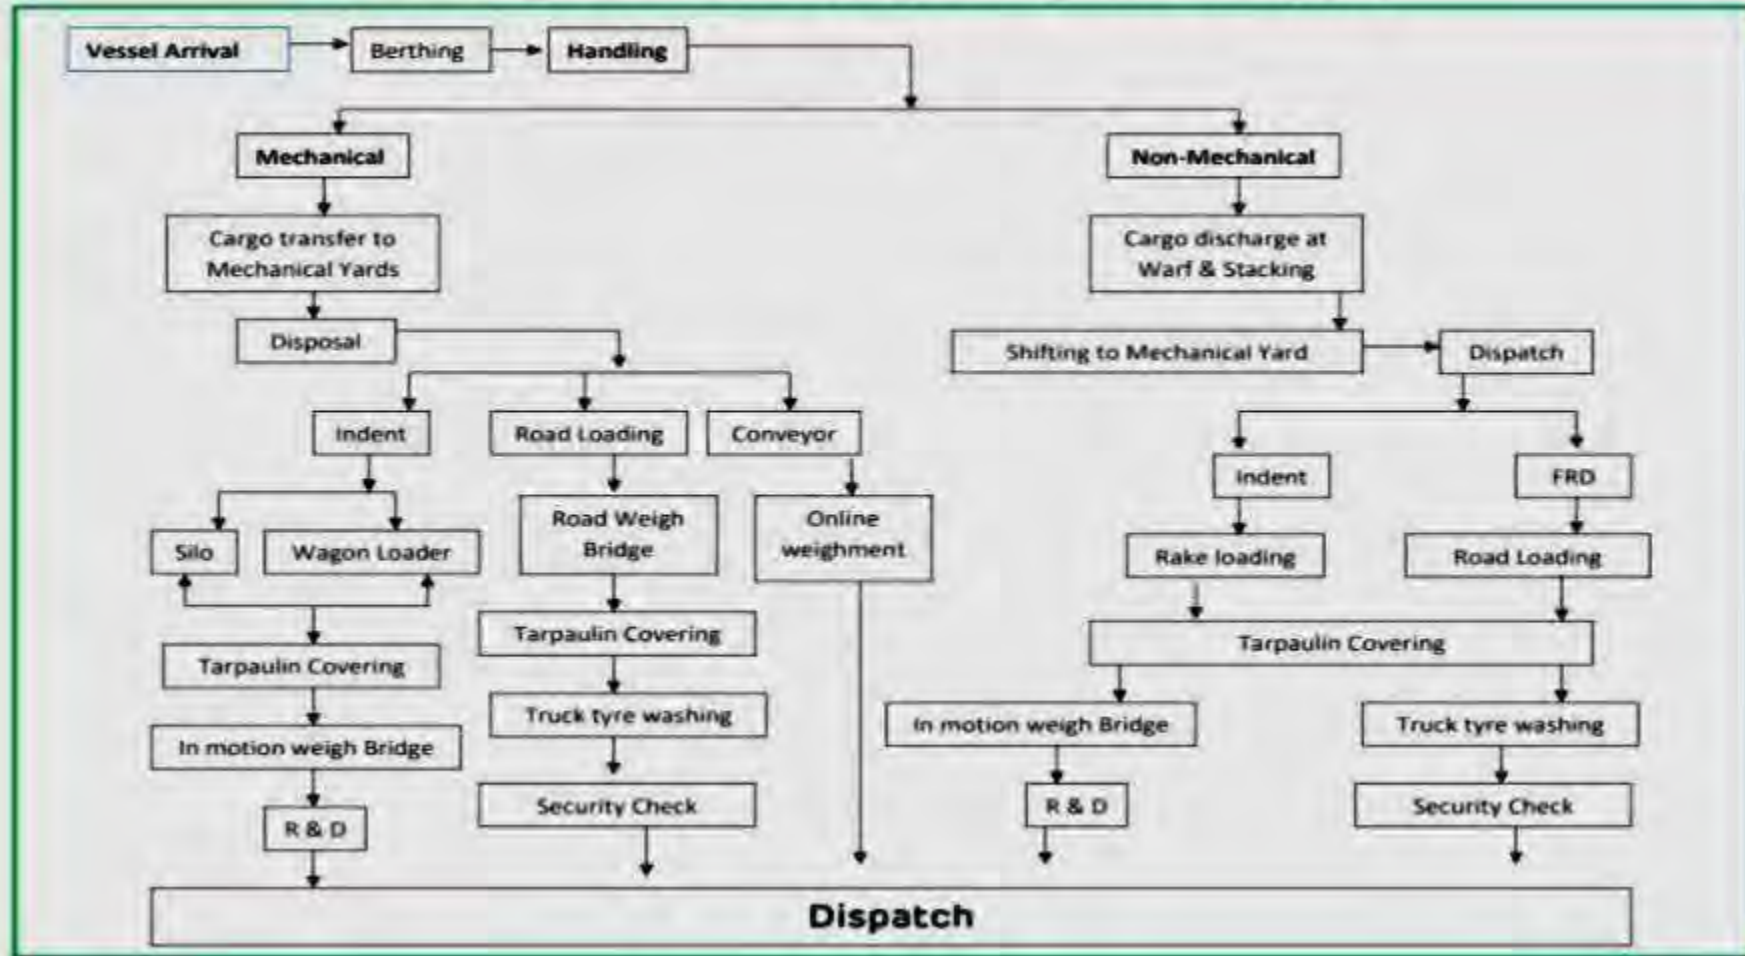 Vessel Arrival
Berthing
Handling
Mechanical
Non-Mechanical
Cargo transfer to
Mechanical Yards
Cargo discharge at
Warf & Stacking
Disposal
Shifting to Mechanical Yard
Dispatch
Indent
Road Loading
Conveyor
Indent
FRD
Silo
Wagon Loader
Road Weigh
Bridge
Online
weighment
Rake loading
Road Loading
Tarpaulin Covering
Tarpaulin Covering
Tarpaulin Covering
In motion weigh Bridge
Truck tyre washing
In motion weigh Bridge
Truck tyre washing
R & D
Security Check
R & D
Security Check
Dispatch